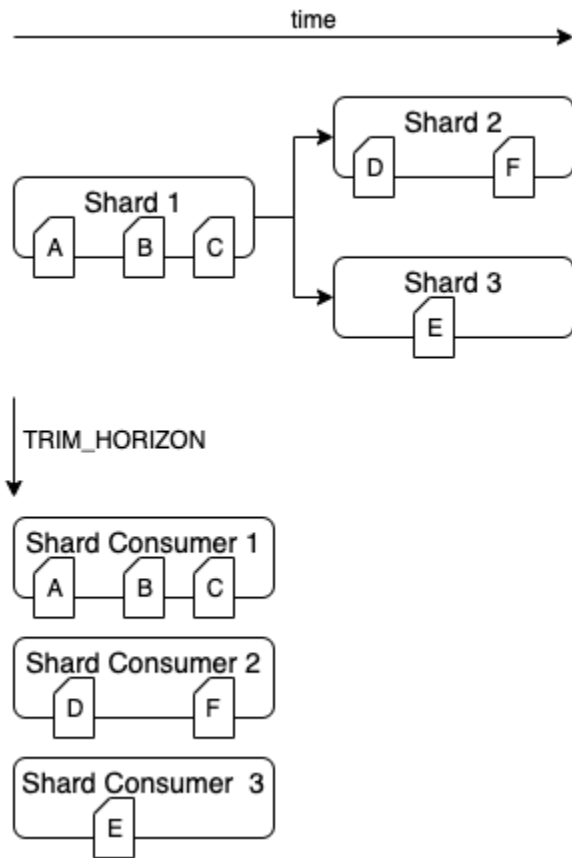 time
Shard 2
D
F
Shard 1
A
B
C
Shard 3
E
TRIM_HORIZON
Shard Consumer 1
A
B
C
Shard Consumer 2
D
F
Shard Consumer  3
E